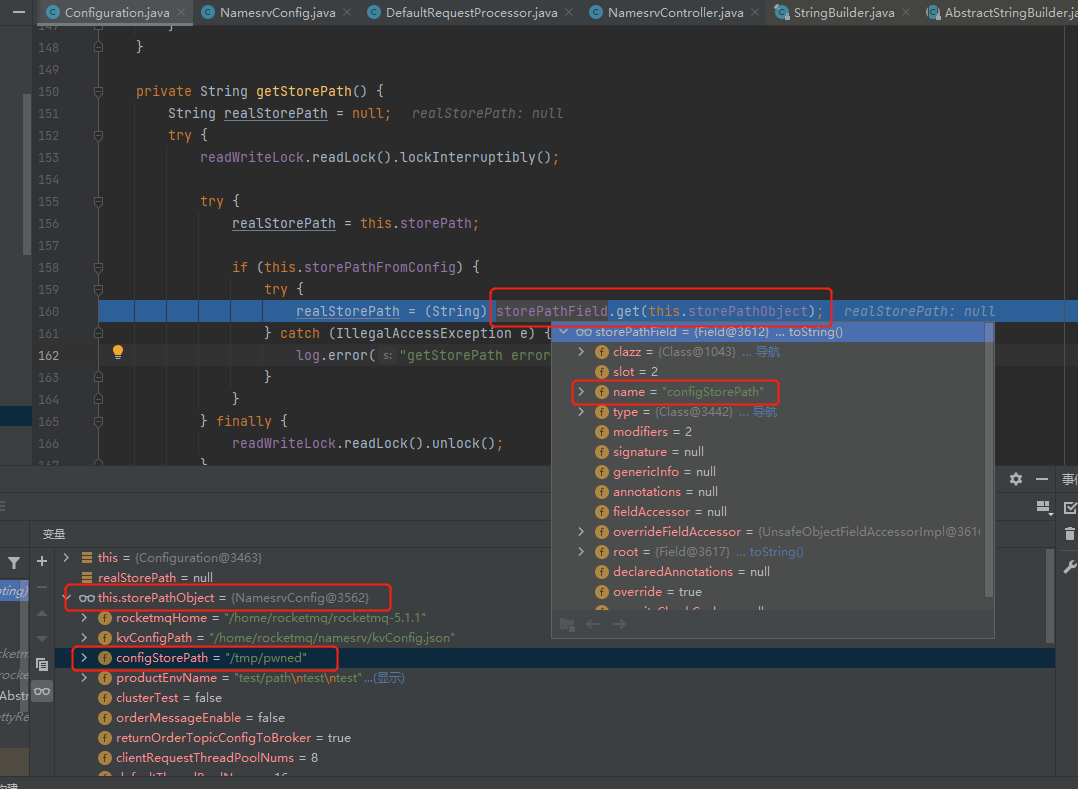 Configuration.java
NamesrvConfig.java
DefaultRequestProcessor.java
NamesrvController.java
StringBuilder.java
AbstractStringBuilder.ja
148 }
149
150 private String getStorePath() {
151 String realStorePath = null; realStorePath: null
152 try {
153 readWriteLock.readLock().lockInterruptibly();
154
155 try {
156 realStorePath = this.storePath;
157
158 if (this.storePathFromConfig) {
159 try {
160 realStorePath = (String) storePathField.get(this.storePathObject); realStorePath: null
161 } catch (IllegalAccessException e) {
162 log.error( s: "getStorePath error
163 }
164 }
165 } finally {
166 readWriteLock.readLock().unlock();
storePathField = {Field@3612} ... toString()
clazz = {Class@1043} ... 导航
slot = 2
name = "configStorePath"
type = {Class@3442} ... 导航
modifiers = 2
signature = null
genericInfo = null
annotations = null
fieldAccessor = null
overrideFieldAccessor = {UnsafeObjectFieldAccessorImpl@3616
root = {Field@3617} ... toString()
declaredAnnotations = null
override = true
变量
this = {Configuration@3463}
realStorePath = null
this.storePathObject = {NamesrvConfig@3562}
rocketmqHome = "/home/rocketmq/rocketmq-5.1.1"
kvConfigPath = "/home/rocketmq/namesrv/kvConfig.json"
configStorePath = "/tmp/pwned"
productEnvName = "test/path\ntest\ntest"...(显示)
clusterTest = false
orderMessageEnable = false
returnOrderTopicConfigToBroker = true
clientRequestThreadPoolNums = 8